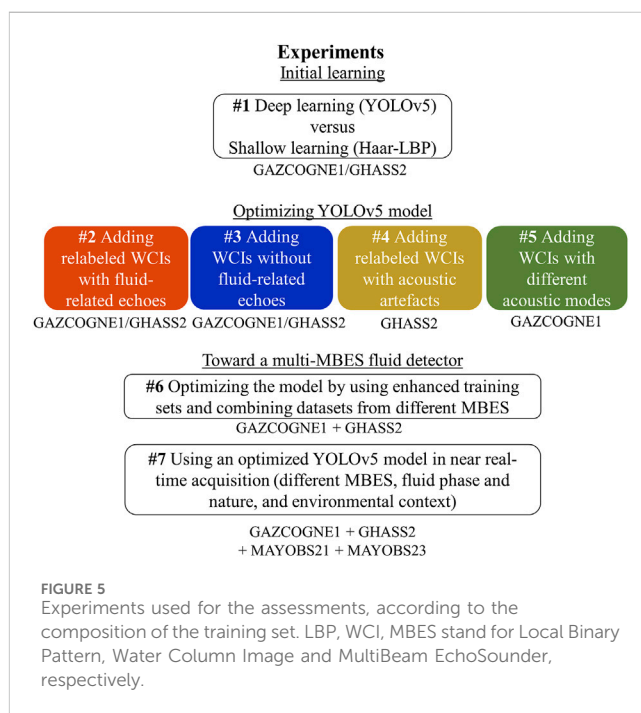 Experiments
Initial learning
#1 Deep learning (YOLOv5)
versus
Shallow learning (Haar-LBP)
GAZCOGNE1/GHASS2
Optimizing YOLOv5 model
#2 Adding
relabeled WCIs
with fluid-
related echoes
GAZCOGNE1/GHASS2
#3 Adding
WCIs without
fluid-related
echoes
GAZCOGNE1/GHASS2
#4 Adding
relabeled WCIs
with acoustic
artefacts
GHASS2
#5 Adding
WCIs with
different
acoustic modes
GAZCOGNE1
Toward a multi-MBES fluid detector
#6 Optimizing the model by using enhanced training
sets and combining datasets from different MBES
GAZCOGNE1 + GHASS2
#7 Using an optimized YOLOv5 model in near real-
time acquisition (different MBES, fluid phase and
nature, and environmental context)
GAZCOGNE1 + GHASS2
+ MAYOBS21 + MAYOBS23
FIGURE 5
Experiments used for the assessments, according to the
composition of the training set. LBP, WCI, MBES stand for Local Binary
Pattern, Water Column Image and MultiBeam EchoSounder,
respectively.